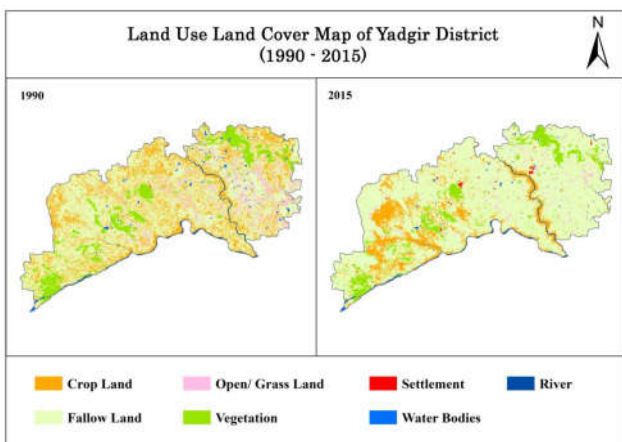 Land Use Land Cover Map of Yadgir District
(1990 - 2015)
N
1990
2015
Crop Land
Open/ Grass Land
Settlement
River
Fallow Land
Vegetation
Water Bodies